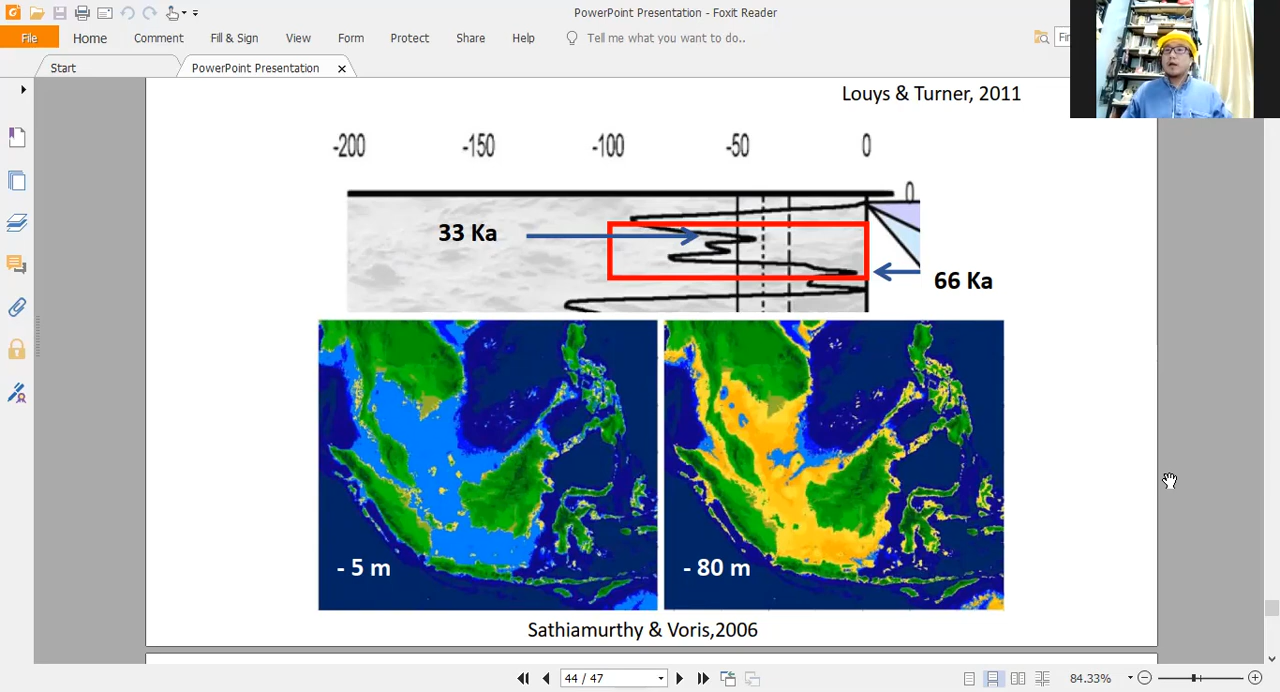 PowerPoint Presentation - Foxit Reader
File Home Comment Fill & Sign View Form Protect Share Help Tell me what you want to do..
Start PowerPoint Presentation
Louys & Turner, 2011
-200 -150 -100 -50 0
0
33 Ka
66 Ka
- 5 m - 80 m
Sathiamurthy & Voris,2006
44 / 47 84.33%